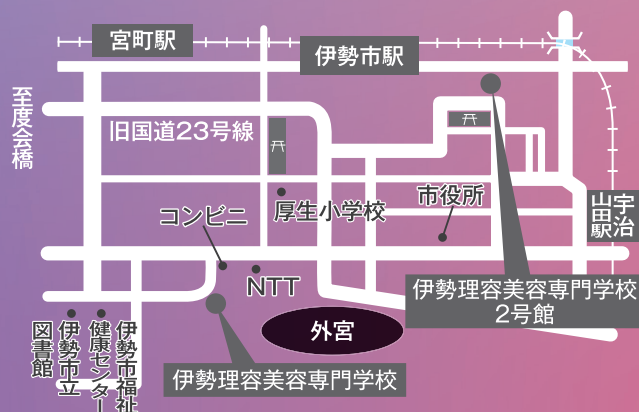 宮町駅
伊勢市駅
至度会橋
旧国道23号線
厚生小学校
市役所
宇治
山田駅
コンビニ
NTT
伊勢理容美容専門学校
2号館
外宮
伊勢理容美容専門学校
伊勢市立
図書館
伊勢市福祉
健康センター